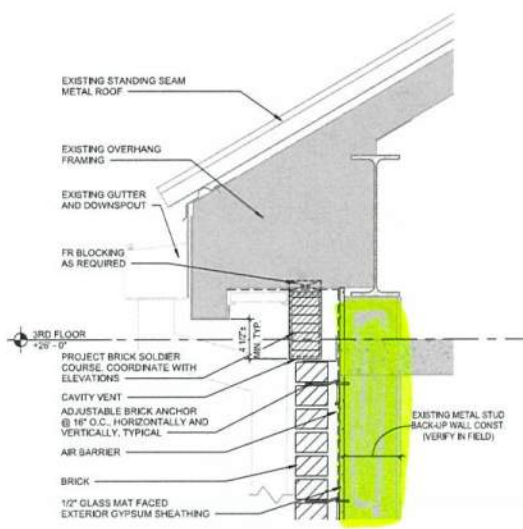 EXISTING STANDING SEAM
METAL ROOF
EXISTING OVERHANG
FRAMING
EXISTING GUTTER
AND DOWNSPOUT
FR BLOCKING
AS REQUIRED
4 1/2"±
MIN. TYP.
3RD FLOOR
+26' - 0"
PROJECT BRICK SOLDIER
COURSE. COORDINATE WITH
ELEVATIONS
CAVITY VENT
ADJUSTABLE BRICK ANCHOR
@ 16" O.C., HORIZONTALLY AND
VERTICALLY, TYPICAL
EXISTING METAL STUD
BACK-UP WALL CONST.
(VERIFY IN FIELD)
AIR BARRIER
BRICK
1/2" GLASS MAT FACED
EXTERIOR GYPSUM SHEATHING